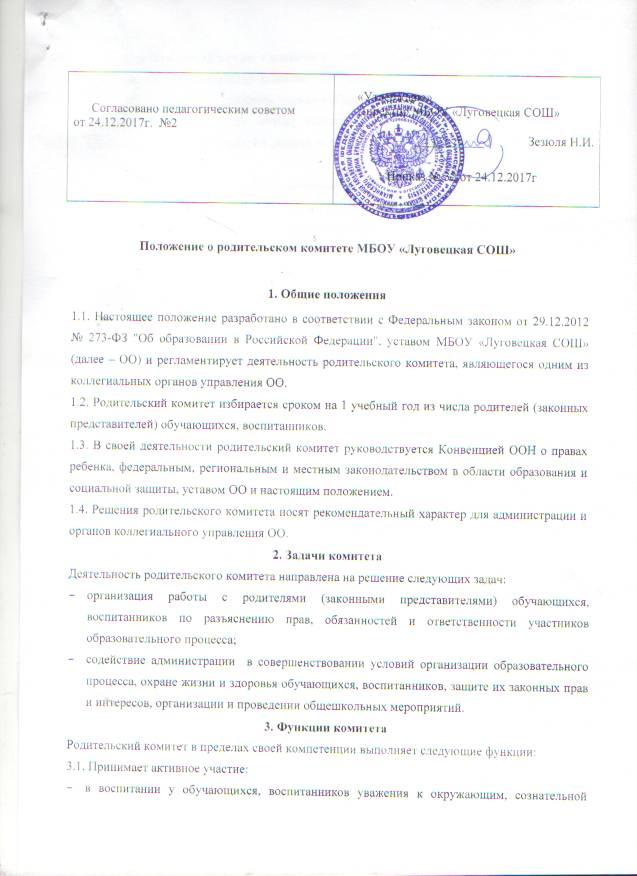 Согласовано педагогическим советом
от 24.12.2017г. №2
«Луговецкая СОШ»
Зезюля Н.И.
от 24.12.2017г
Положение о родительском комитете МБОУ «Луговецкая СОШ»
1. Общие положения
1.1. Настоящее положение разработано в соответствии с Федеральным законом от 29.12.2012
№ 273-ФЗ "Об образовании в Российской Федерации". уставом МБОУ «Луговецкая СОШ»
(далее – ОО) и регламентирует деятельность родительского комитета, являющегося одним из
коллегиальных органов управления ОО.
1.2. Родительский комитет избирается сроком на 1 учебный год из числа родителей (законных
представителей) обучающихся, воспитанников.
1.3. В своей деятельности родительский комитет руководствуется Конвенцией ООН о правах
ребенка, федеральным, региональным и местным законодательством в области образования и
социальной защиты, уставом ОО и настоящим положением.
1.4. Решения родительского комитета носят рекомендательный характер для администрации и
органов коллегиального управления ОО.
2. Задачи комитета
Деятельность родительского комитета направлена на решение следующих задач:
– организация работы с родителями (законными представителями) обучающихся,
воспитанников по разъяснению прав, обязанностей и ответственности участников
образовательного процесса;
– содействие администрации в совершенствовании условий организации образовательного
процесса, охране жизни и здоровья обучающихся, воспитанников, защите их законных прав
и интересов, организации и проведении общешкольных мероприятий.
3. Функции комитета
Родительский комитет в пределах своей компетенции выполняет следующие функции:
3.1. Принимает активное участие:
– в воспитании у обучающихся, воспитанников уважения к окружающим, сознательной